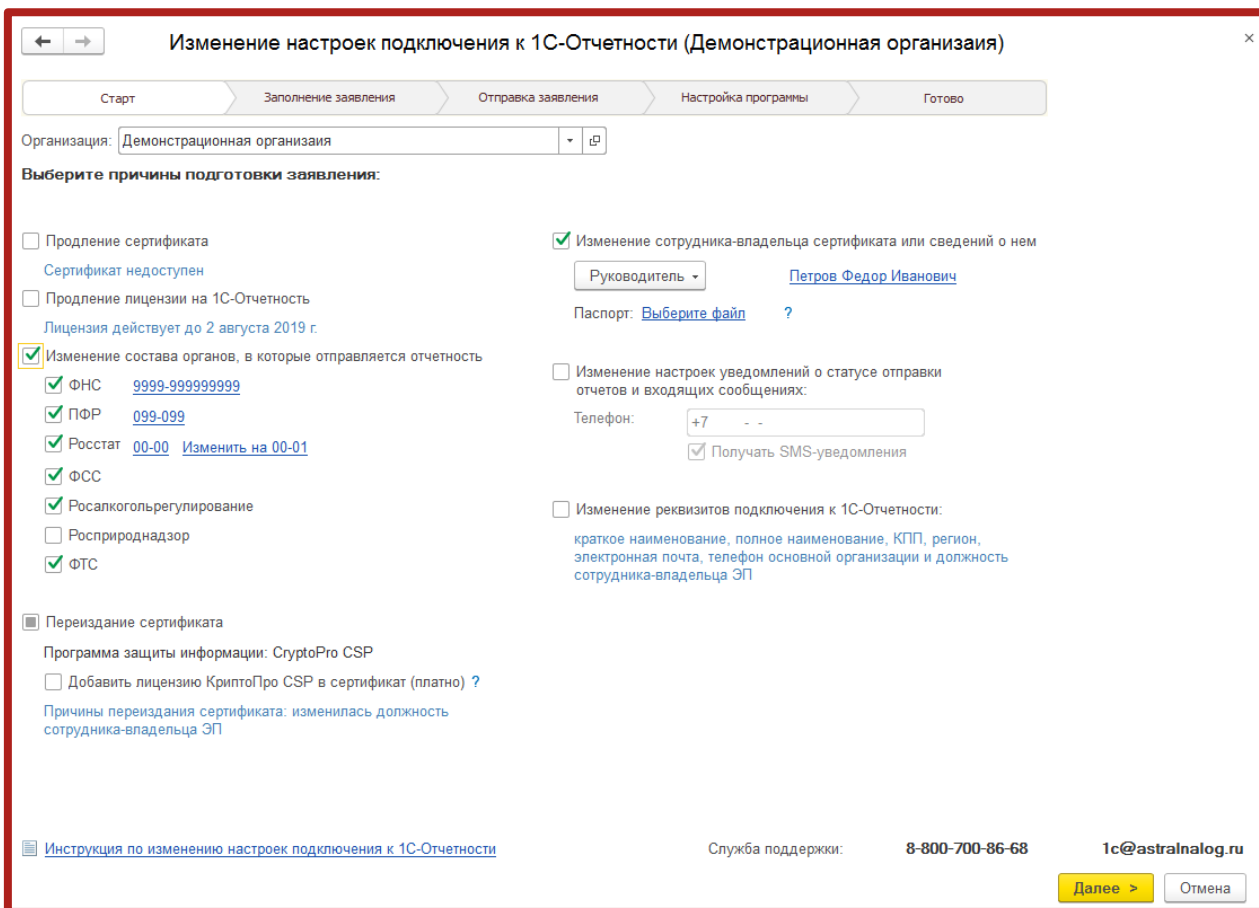 Изменение настроек подключения к 1С-Отчетности (Демонстрационная организаия)
Старт
Заполнение заявления
Отправка заявления
Настройка программы
Готово
Организация: Демонстрационная организаия
Выберите причины подготовки заявления:
Продление сертификата
Сертификат недоступен
Продление лицензии на 1С-Отчетность
Лицензия действует до 2 августа 2019 г.
Изменение состава органов, в которые отправляется отчетность
ФНС 9999-999999999
ПФР 099-099
Росстат 00-00 Изменить на 00-01
ФСС
Росалкогольрегулирование
Росприроднадзор
ФТС
Переиздание сертификата
Программа защиты информации: CryptoPro CSP
Добавить лицензию КриптоПро CSP в сертификат (платно) ?
Причины переиздания сертификата: изменилась должность
сотрудника-владельца ЭП
Изменение сотрудника-владельца сертификата или сведений о нем
Руководитель Петров Федор Иванович
Паспорт: Выберите файл ?
Изменение настроек уведомлений о статусе отправки
отчетов и входящих сообщениях:
Телефон: +7 - -
Получать SMS-уведомления
Изменение реквизитов подключения к 1С-Отчетности:
краткое наименование, полное наименование, КПП, регион,
электронная почта, телефон основной организации и должность
сотрудника-владельца ЭП
Инструкция по изменению настроек подключения к 1С-Отчетности
Служба поддержки: 8-800-700-86-68 1c@astralnalog.ru
Далее >
Отмена